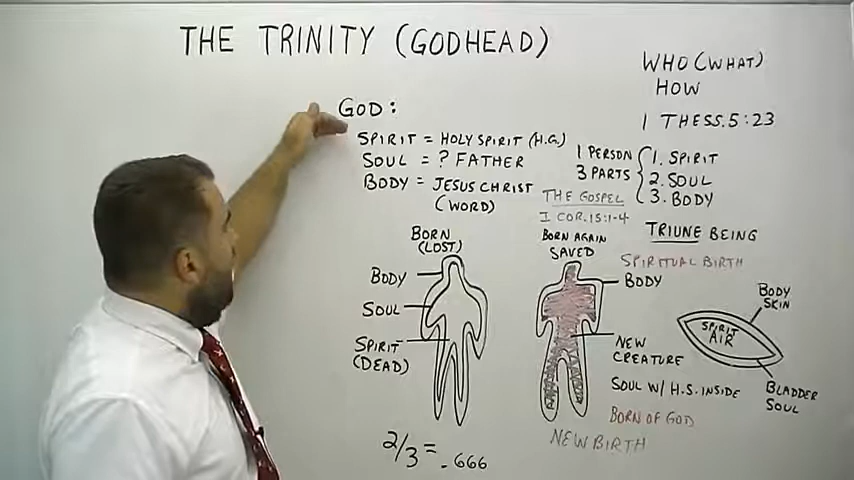 THE TRINITY (GODHEAD)
WHO (WHAT)
HOW
1 THESS. 5:23
GOD:
SPIRIT = HOLY SPIRIT (H.G.)
SOUL = ? FATHER
BODY = JESUS CHRIST
(WORD)
1 PERSON
3 PARTS
1. SPIRIT
2. SOUL
3. BODY
THE GOSPEL
I COR. 15:1-4
TRIUNE BEING
BORN
(LOST)
BODY
SOUL
SPIRIT
(DEAD)
BORN AGAIN
SAVED
SPIRITUAL BIRTH
BODY
NEW
CREATURE
SOUL W/ H.S. INSIDE
BORN OF GOD
NEW BIRTH
BODY
SKIN
SPIRIT
AIR
BLADDER
SOUL
2/3 = .666